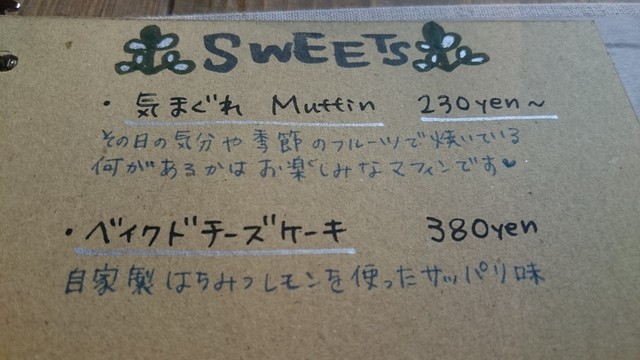 SWEETS
・気まぐれ Muffin 230yen~
その日の気分や季節のフルーツで焼いている
何があるかはお楽しみなマフィンです♥
・ベイクドチーズケーキ 380yen
自家製はちみつレモンを使ったサッパリ味